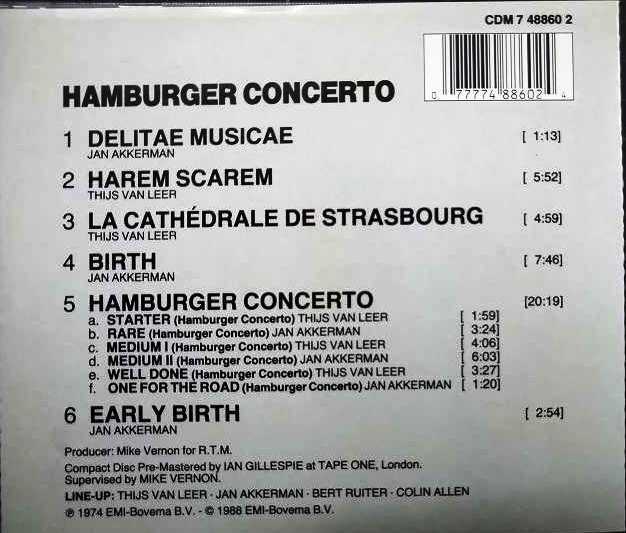 CDM 7 48860 2
0 77774 88602 4
HAMBURGER CONCERTO
1 DELITAE MUSICAE [ 1:13]
JAN AKKERMAN
2 HAREM SCAREM [ 5:52]
THIJS VAN LEER
3 LA CATHÉDRALE DE STRASBOURG [ 4:59]
THIJS VAN LEER
4 BIRTH [ 7:46]
JAN AKKERMAN
5 HAMBURGER CONCERTO [20:19]
a. STARTER (Hamburger Concerto) THIJS VAN LEER [ 1:59]
b. RARE (Hamburger Concerto) JAN AKKERMAN [ 3:24]
c. MEDIUM I (Hamburger Concerto) THIJS VAN LEER [ 4:06]
d. MEDIUM II (Hamburger Concerto) JAN AKKERMAN [ 6:03]
e. WELL DONE (Hamburger Concerto) THIJS VAN LEER [ 3:27]
f. ONE FOR THE ROAD (Hamburger Concerto) JAN AKKERMAN [ 1:20]
6 EARLY BIRTH [ 2:54]
JAN AKKERMAN
Producer: Mike Vernon for R.T.M.
Compact Disc Pre-Mastered by IAN GILLESPIE at TAPE ONE, London.
Supervised by MIKE VERNON.
LINE-UP: THIJS VAN LEER · JAN AKKERMAN · BERT RUITER · COLIN ALLEN
℗ 1974 EMI-Bovema B.V. - © 1988 EMI-Bovema B.V.